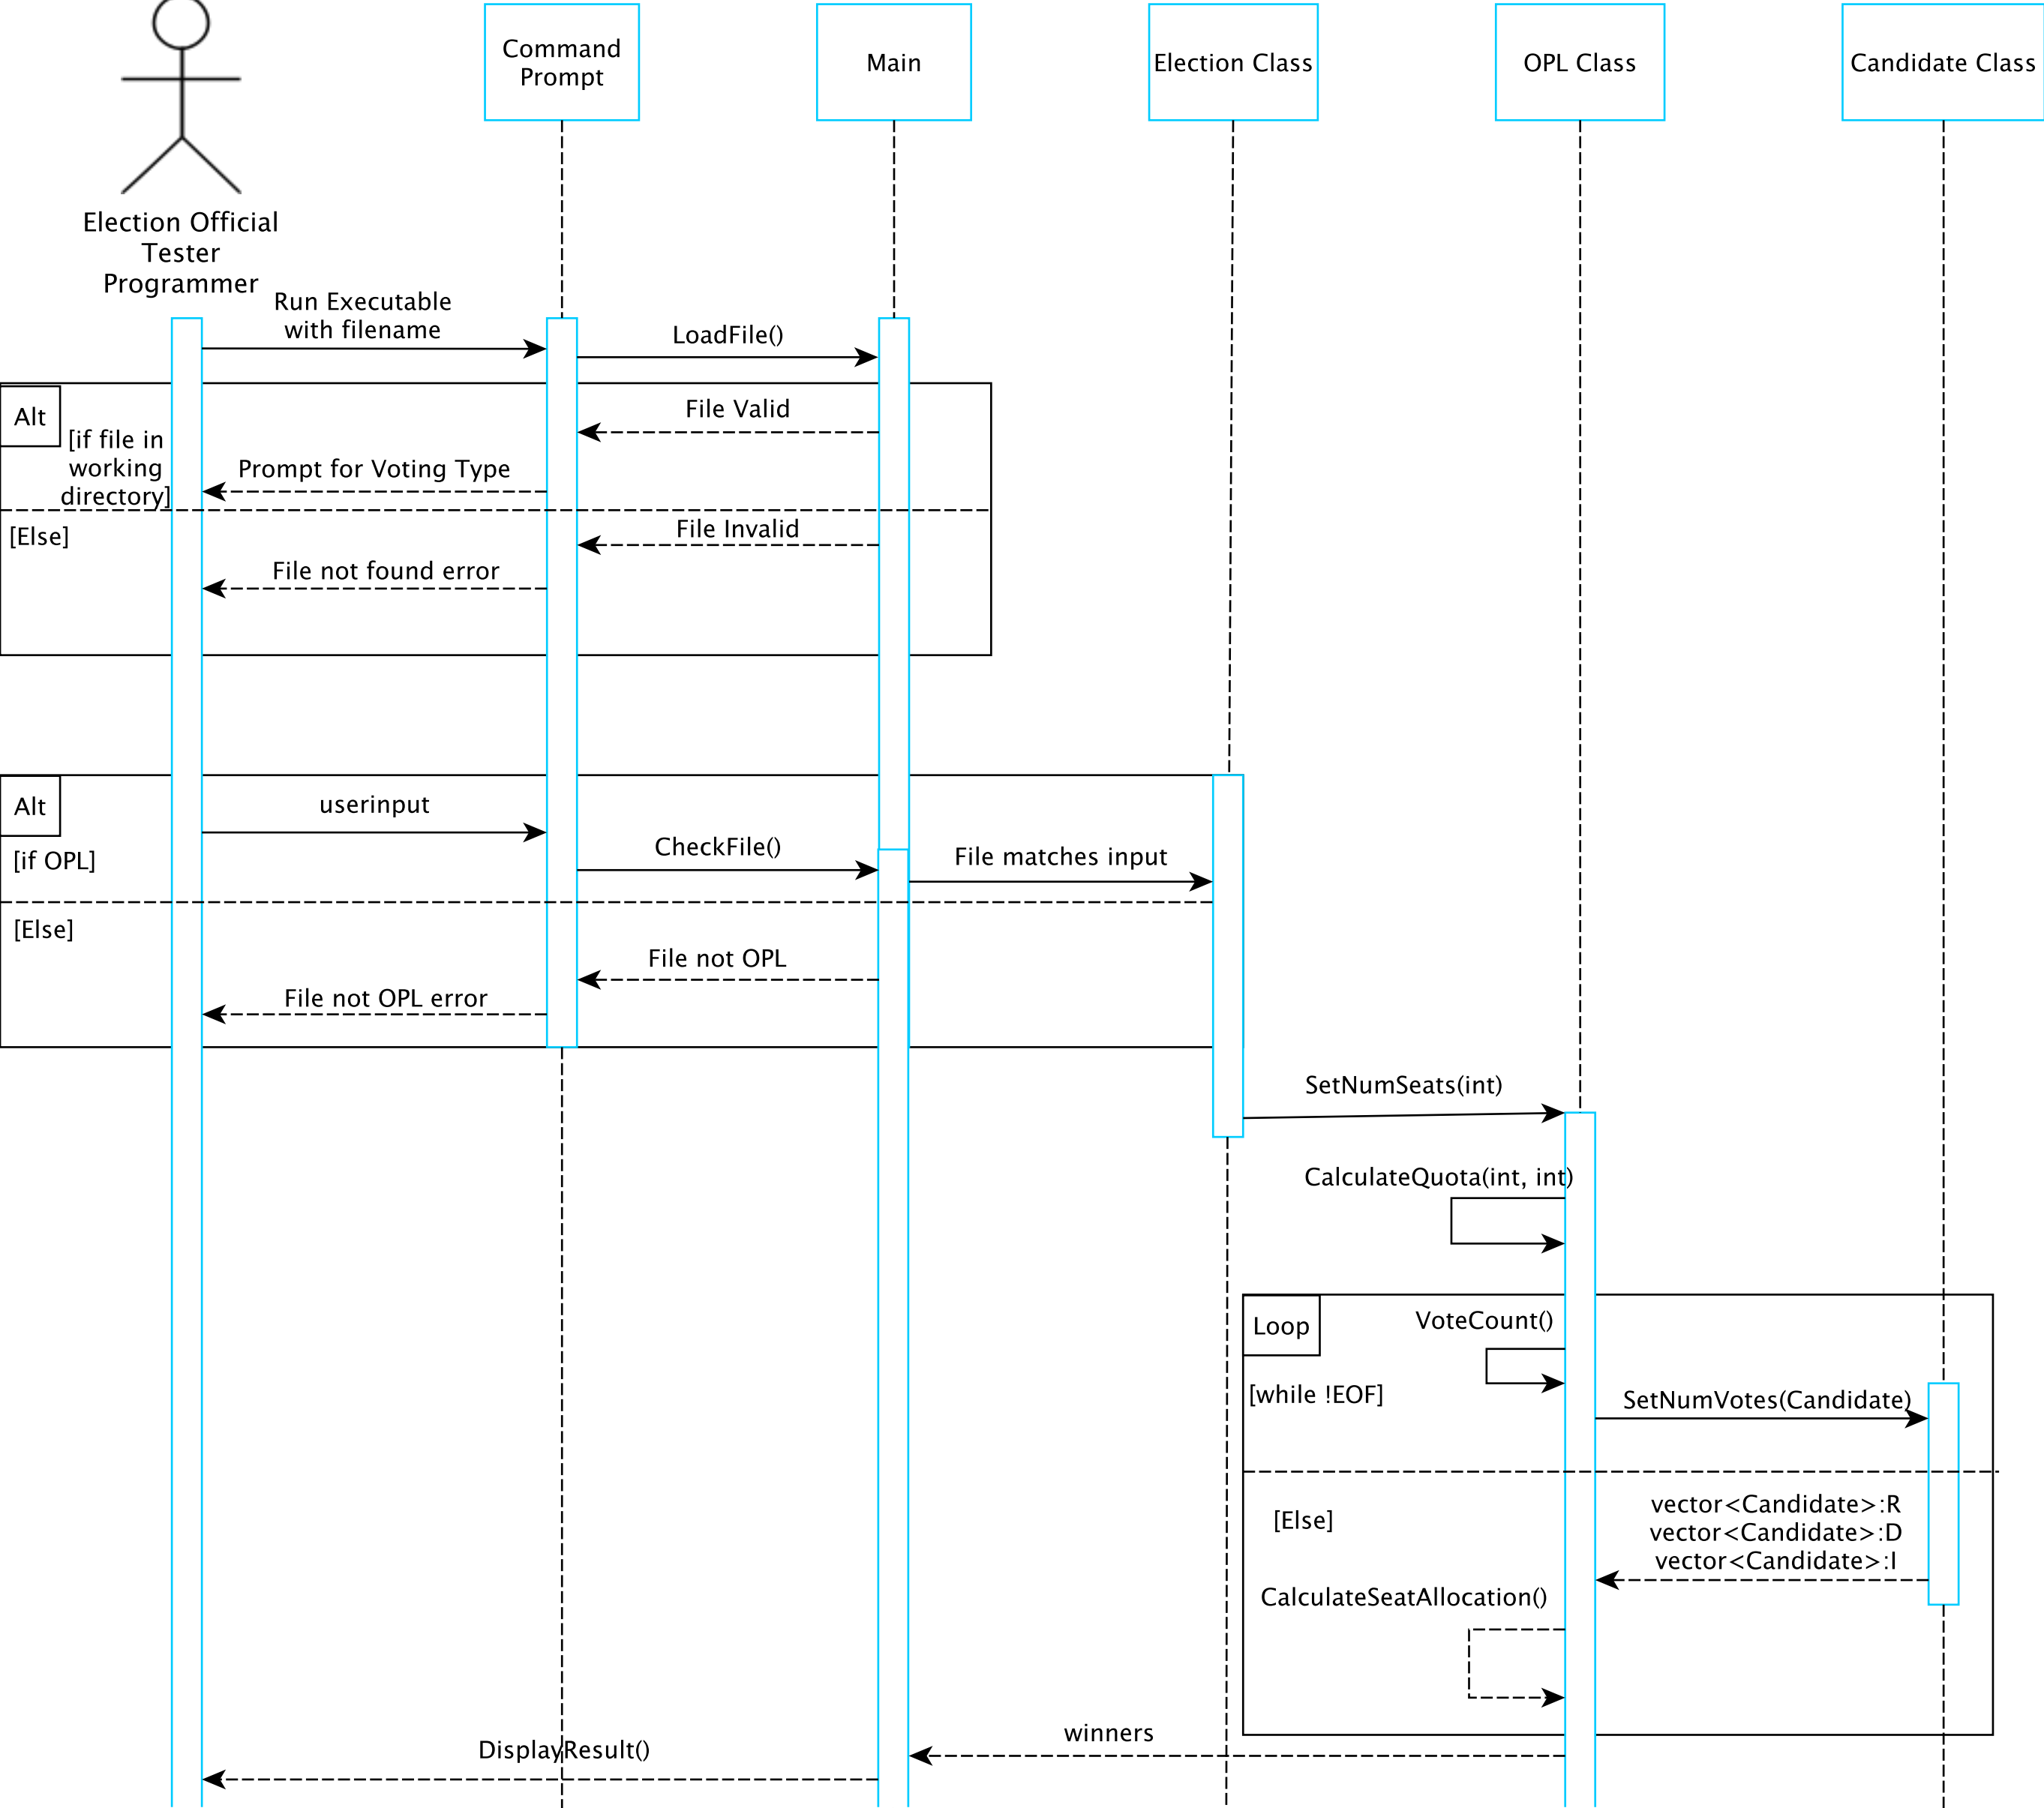 Command
Prompt
Main
Election Class
OPL Class
Candidate Class
Election Official
Tester
Programmer
Run Executable
with filename
LoadFile()
Alt
[if file in
working
directory]
File Valid
Prompt for Voting Type
[Else]
File Invalid
File not found error
Alt
userinput
[if OPL]
CheckFile()
File matches input
[Else]
File not OPL
File not OPL error
SetNumSeats(int)
CalculateQuota(int, int)
Loop
VoteCount()
[while !EOF]
SetNumVotes(Candidate)
[Else]
vector<Candidate>:R
vector<Candidate>:D
vector<Candidate>:I
CalculateSeatAllocation()
winners
DisplayResult()